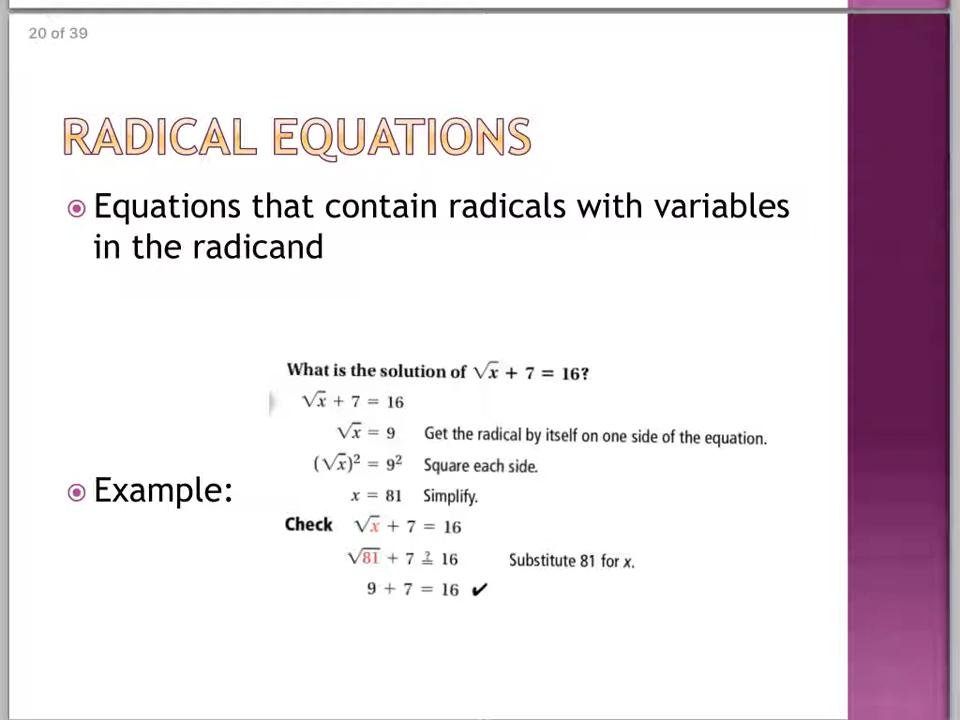 20 of 39
RADICAL EQUATIONS
Equations that contain radicals with variables
in the radicand
What is the solution of √x + 7 = 16?
√x + 7 = 16
√x = 9 Get the radical by itself on one side of the equation.
(√x)² = 9² Square each side.
Example:
x = 81 Simplify.
Check √x + 7 = 16
√81 + 7 ≟ 16 Substitute 81 for x.
9 + 7 = 16 ✔